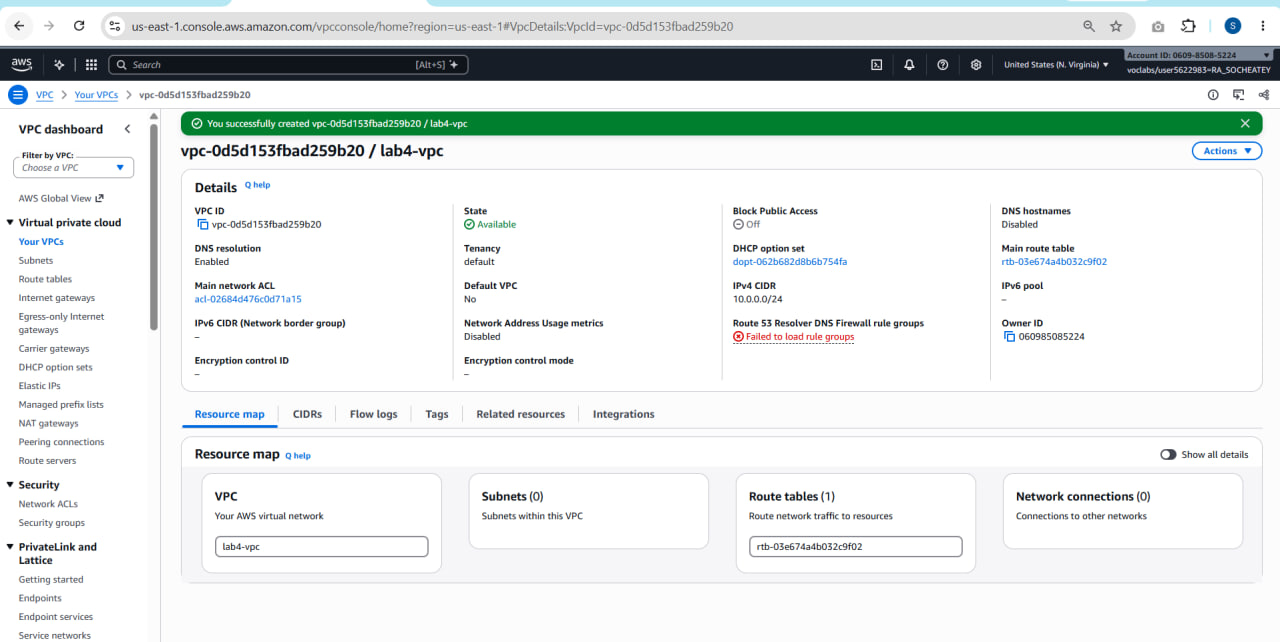 us-east-1.console.aws.amazon.com/vpcconsole/home?region=us-east-1#VpcDetails:VpcId=vpc-0d5d153fbad259b20
S
aws
Search
[Alt+S]
United States (N. Virginia)
Account ID: 0609-8508-5224
voclabs/user5622983=RA_SOCHEATEY
VPC
Your VPCs
vpc-0d5d153fbad259b20
VPC dashboard
Filter by VPC:
Choose a VPC
AWS Global View
Virtual private cloud
Your VPCs
Subnets
Route tables
Internet gateways
Egress-only Internet
gateways
Carrier gateways
DHCP option sets
Elastic IPs
Managed prefix lists
NAT gateways
Peering connections
Route servers
Security
Network ACLs
Security groups
PrivateLink and
Lattice
Getting started
Endpoints
Endpoint services
Service networks
You successfully created vpc-0d5d153fbad259b20 / lab4-vpc
vpc-0d5d153fbad259b20 / lab4-vpc
Actions
Details
Q help
VPC ID
vpc-0d5d153fbad259b20
State
Available
Block Public Access
Off
DNS hostnames
Disabled
DNS resolution
Enabled
Tenancy
default
DHCP option set
dopt-062b682d8b6b754fa
Main route table
rtb-03e674a4b032c9f02
Main network ACL
acl-02684d476c0d71a15
Default VPC
No
IPv4 CIDR
10.0.0.0/24
IPv6 pool
–
IPv6 CIDR (Network border group)
–
Network Address Usage metrics
Disabled
Route 53 Resolver DNS Firewall rule groups
Failed to load rule groups
Owner ID
060985085224
Encryption control ID
–
Encryption control mode
–
Resource map
CIDRs
Flow logs
Tags
Related resources
Integrations
Resource map
Q help
Show all details
VPC
Your AWS virtual network
lab4-vpc
Subnets (0)
Subnets within this VPC
Route tables (1)
Route network traffic to resources
rtb-03e674a4b032c9f02
Network connections (0)
Connections to other networks